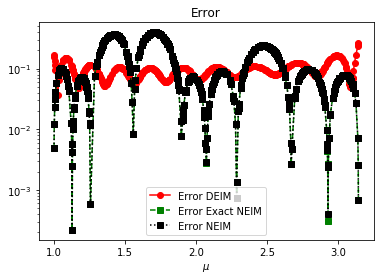 Error
10⁻¹
10⁻²
10⁻³
Error DEIM
Error Exact NEIM
Error NEIM
1.0 1.5 2.0 2.5 3.0
μ